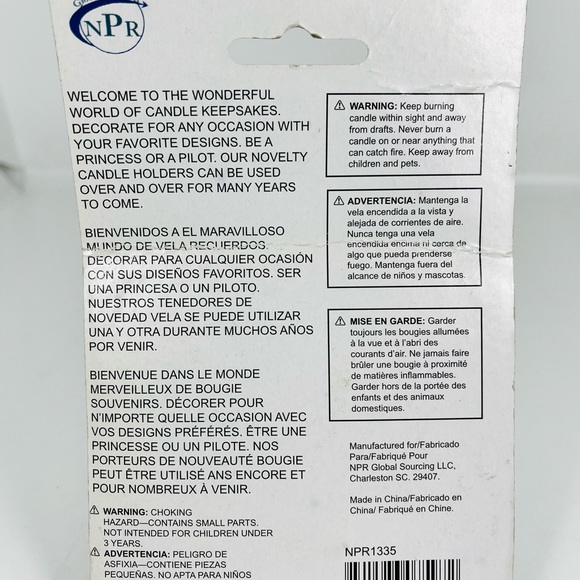 NPR
WELCOME TO THE WONDERFUL
WORLD OF CANDLE KEEPSAKES.
DECORATE FOR ANY OCCASION WITH
YOUR FAVORITE DESIGNS. BE A
PRINCESS OR A PILOT. OUR NOVELTY
CANDLE HOLDERS CAN BE USED
OVER AND OVER FOR MANY YEARS
TO COME.
BIENVENIDOS A EL MARAVILLOSO
MUNDO DE VELA RECUERDOS.
DECORAR PARA CUALQUIER OCASIÓN
CON SUS DISEÑOS FAVORITOS. SER
UNA PRINCESA O UN PILOTO.
NUESTROS TENEDORES DE
NOVEDAD VELA SE PUEDE UTILIZAR
UNA Y OTRA DURANTE MUCHOS AÑOS
POR VENIR.
BIENVENUE DANS LE MONDE
MERVEILLEUX DE BOUGIE
SOUVENIRS. DÉCORER POUR
N'IMPORTE QUELLE OCCASION AVEC
VOS DESIGNS PRÉFÉRÉS. ÊTRE UNE
PRINCESSE OU UN PILOTE. NOS
PORTEURS DE NOUVEAUTÉ BOUGIE
PEUT ÊTRE UTILISÉ ANS ENCORE ET
POUR NOMBREUX À VENIR.
⚠ WARNING: CHOKING
HAZARD—CONTAINS SMALL PARTS.
NOT INTENDED FOR CHILDREN UNDER
3 YEARS.
⚠ ADVERTENCIA: PELIGRO DE
ASFIXIA—CONTIENE PIEZAS
PEQUEÑAS. NO APTA PARA NIÑOS
⚠ WARNING: Keep burning
candle within sight and away
from drafts. Never burn a
candle on or near anything that
can catch fire. Keep away from
children and pets.
⚠ ADVERTENCIA: Mantenga la
vela encendida a la vista y
alejada de corrientes de aire.
Nunca tenga una vela
encendida encima ni cerca de
algo que pueda prenderse
fuego. Mantenga fuera del
alcance de niños y mascotas.
⚠ MISE EN GARDE: Garder
toujours les bougies allumées
à la vue et à l'abri des
courants d'air. Ne jamais faire
brûler une bougie à proximité
de matières inflammables.
Garder hors de la portée des
enfants et des animaux
domestiques.
Manufactured for/Fabricado
Para/Fabriqué Pour
NPR Global Sourcing LLC,
Charleston SC. 29407.
Made in China/Fabricado en
China/ Fabriqué en Chine.
NPR1335